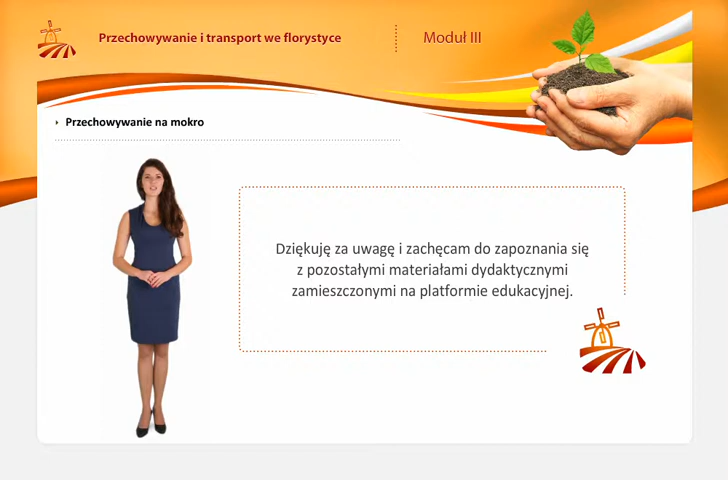 Przechowywanie i transport we florystyce
Moduł III
Przechowywanie na mokro
Dziękuję za uwagę i zachęcam do zapoznania się
z pozostałymi materiałami dydaktycznymi
zamieszczonymi na platformie edukacyjnej.